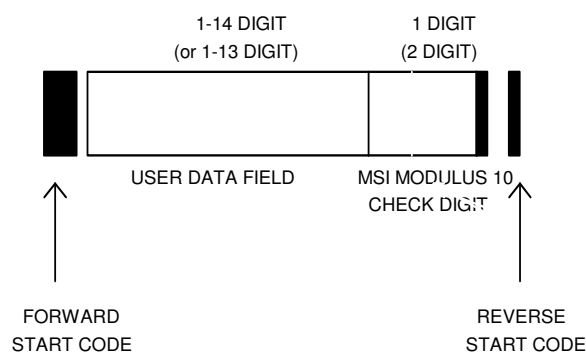 1-14 DIGIT
(or 1-13 DIGIT)
1 DIGIT
(2 DIGIT)
USER DATA FIELD
MSI MODULUS 10
CHECK DIGIT
FORWARD
START CODE
REVERSE
START CODE